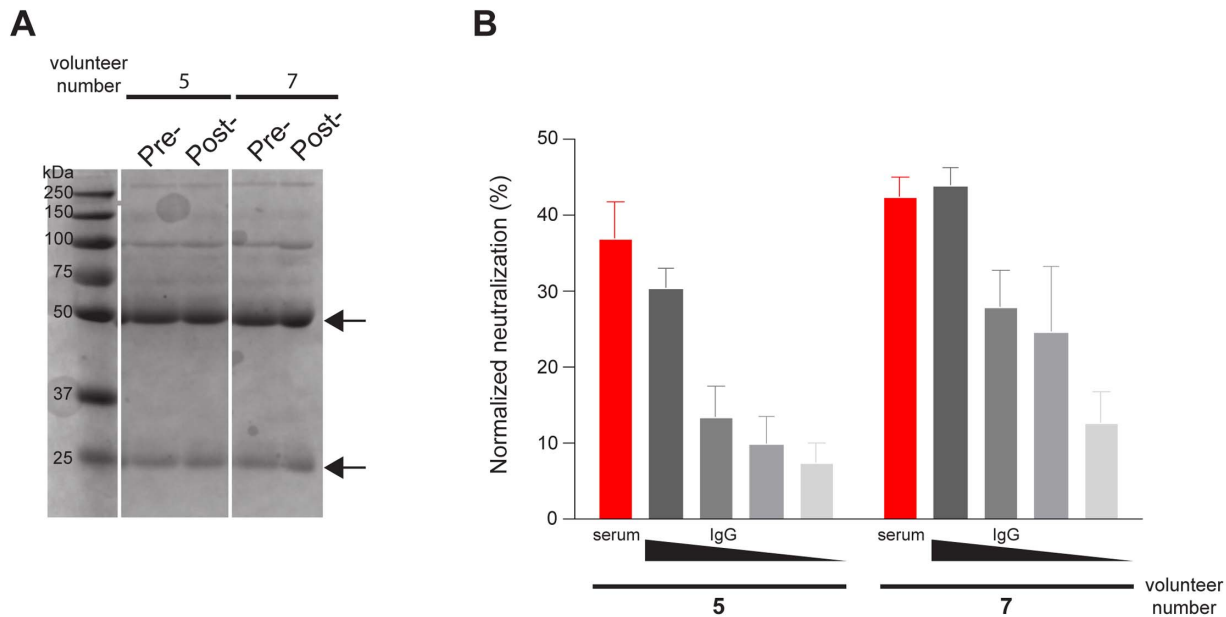 A
volunteer
number
5
7
Pre-
Post-
Pre-
Post-
kDa
250
150
100
75
50
37
25
B
Normalized neutralization (%)
50
40
30
20
10
0
serum
IgG
serum
IgG
5
7
volunteer
number